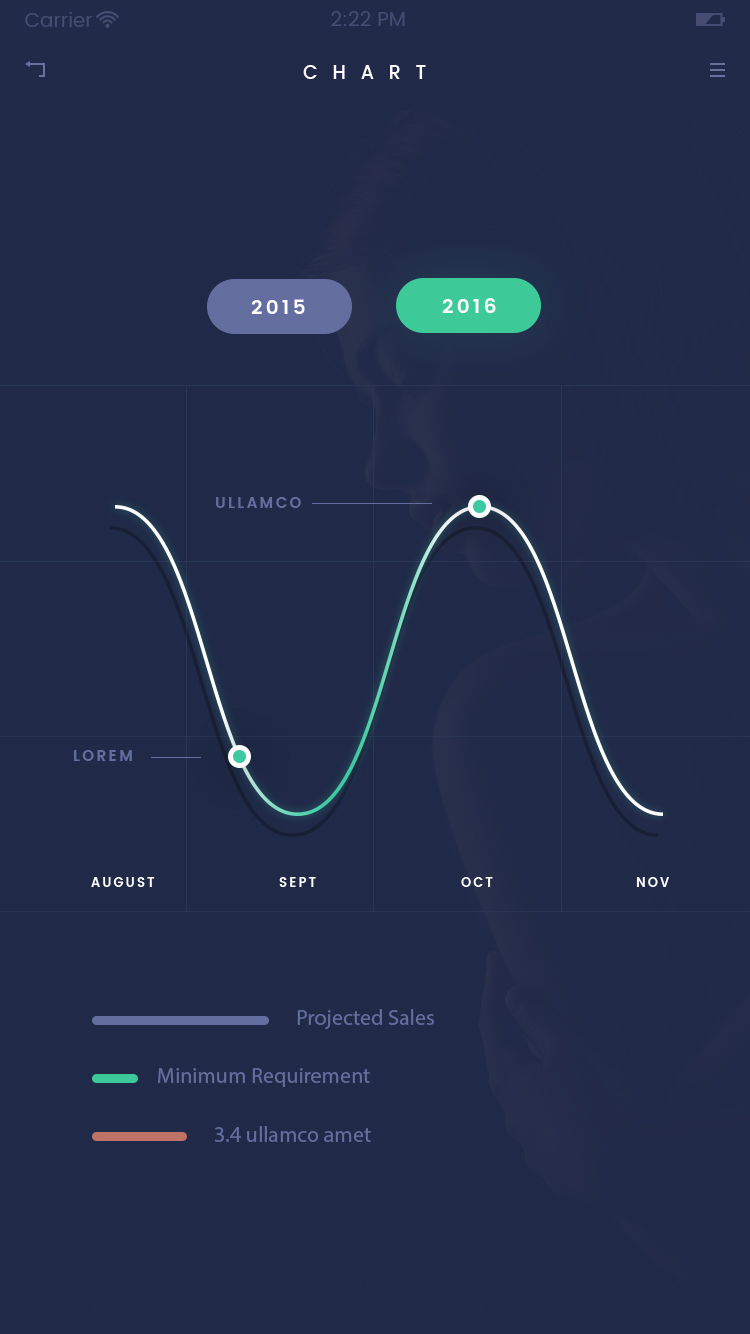 Carrier 2:22 PM
CHART
2015 2016
ULLAMCO
LOREM
AUGUST SEPT OCT NOV
Projected Sales
Minimum Requirement
3.4 ullamco amet